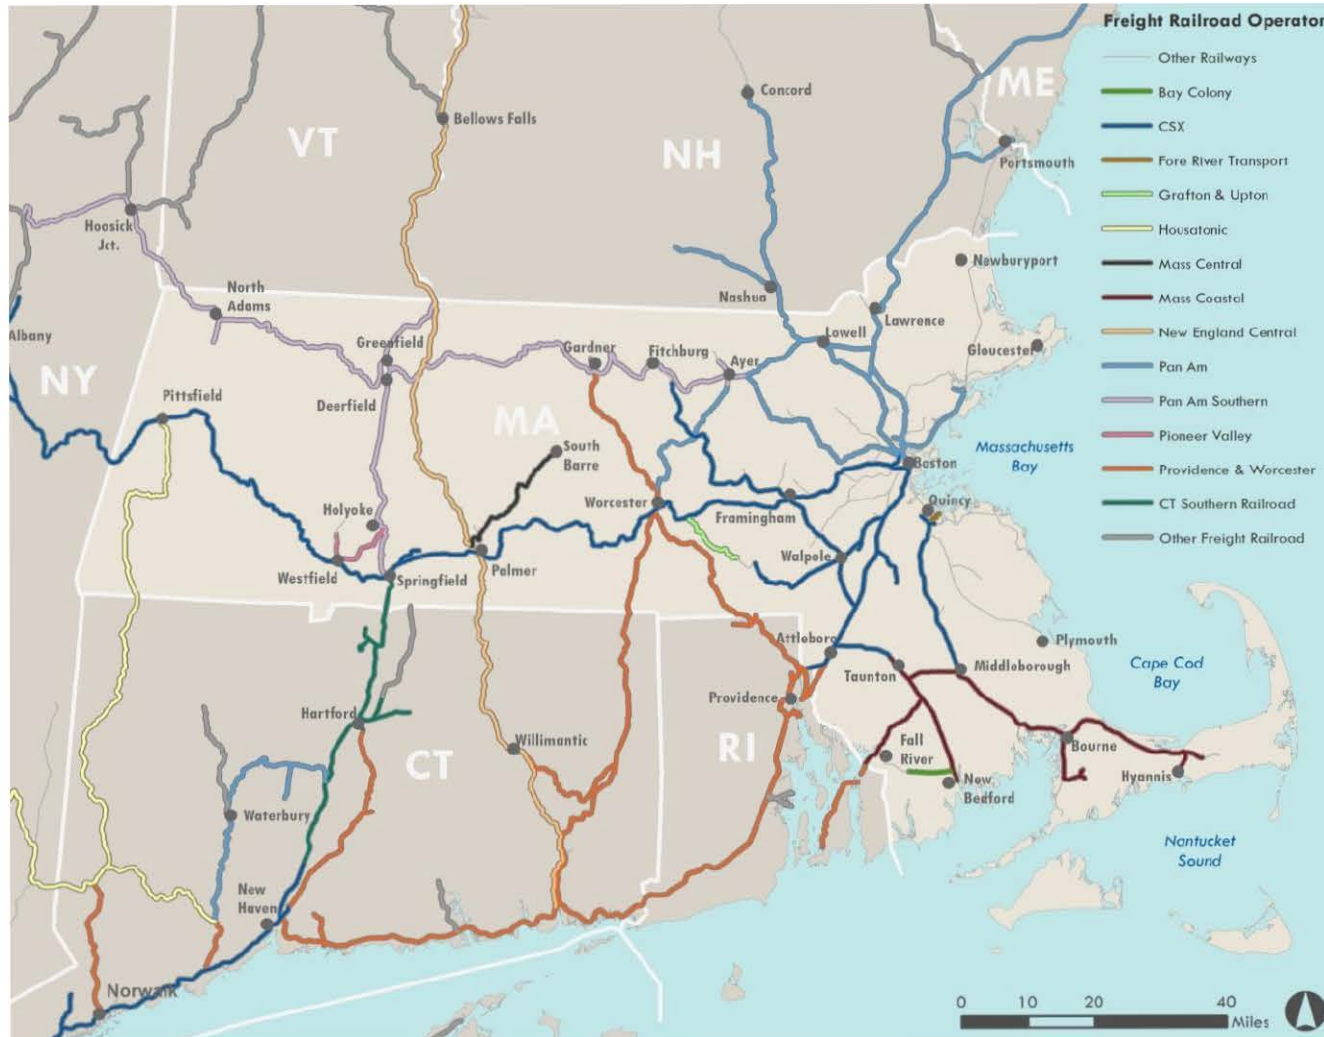 Freight Railroad Operator
Other Railways
Bay Colony
CSX
Fore River Transport
Grafton & Upton
Housatonic
Mass Central
Mass Coastal
New England Central
Pan Am
Pan Am Southern
Pioneer Valley
Providence & Worcester
CT Southern Railroad
Other Freight Railroad
ME
Concord
Bellows Falls
VT
NH
Portsmouth
Hoosick
Jct.
Newburyport
North
Adams
Nashua
Lawrence
Albany
Greenfield
Gardner
Fitchburg
Lowell
Ayer
Gloucester
NY
Pittsfield
Deerfield
MA
South
Barre
Massachusetts
Bay
Boston
Holyoke
Worcester
Framingham
Quincy
Walpole
Westfield
Springfield
Palmer
Attleboro
Plymouth
Taunton
Middleborough
Cape Cod
Bay
Providence
Hartford
Willimantic
CT
RI
Fall
River
Bourne
Hyannis
New
Bedford
Waterbury
Nantucket
Sound
New
Haven
Norwalk
0 10 20 40
Miles